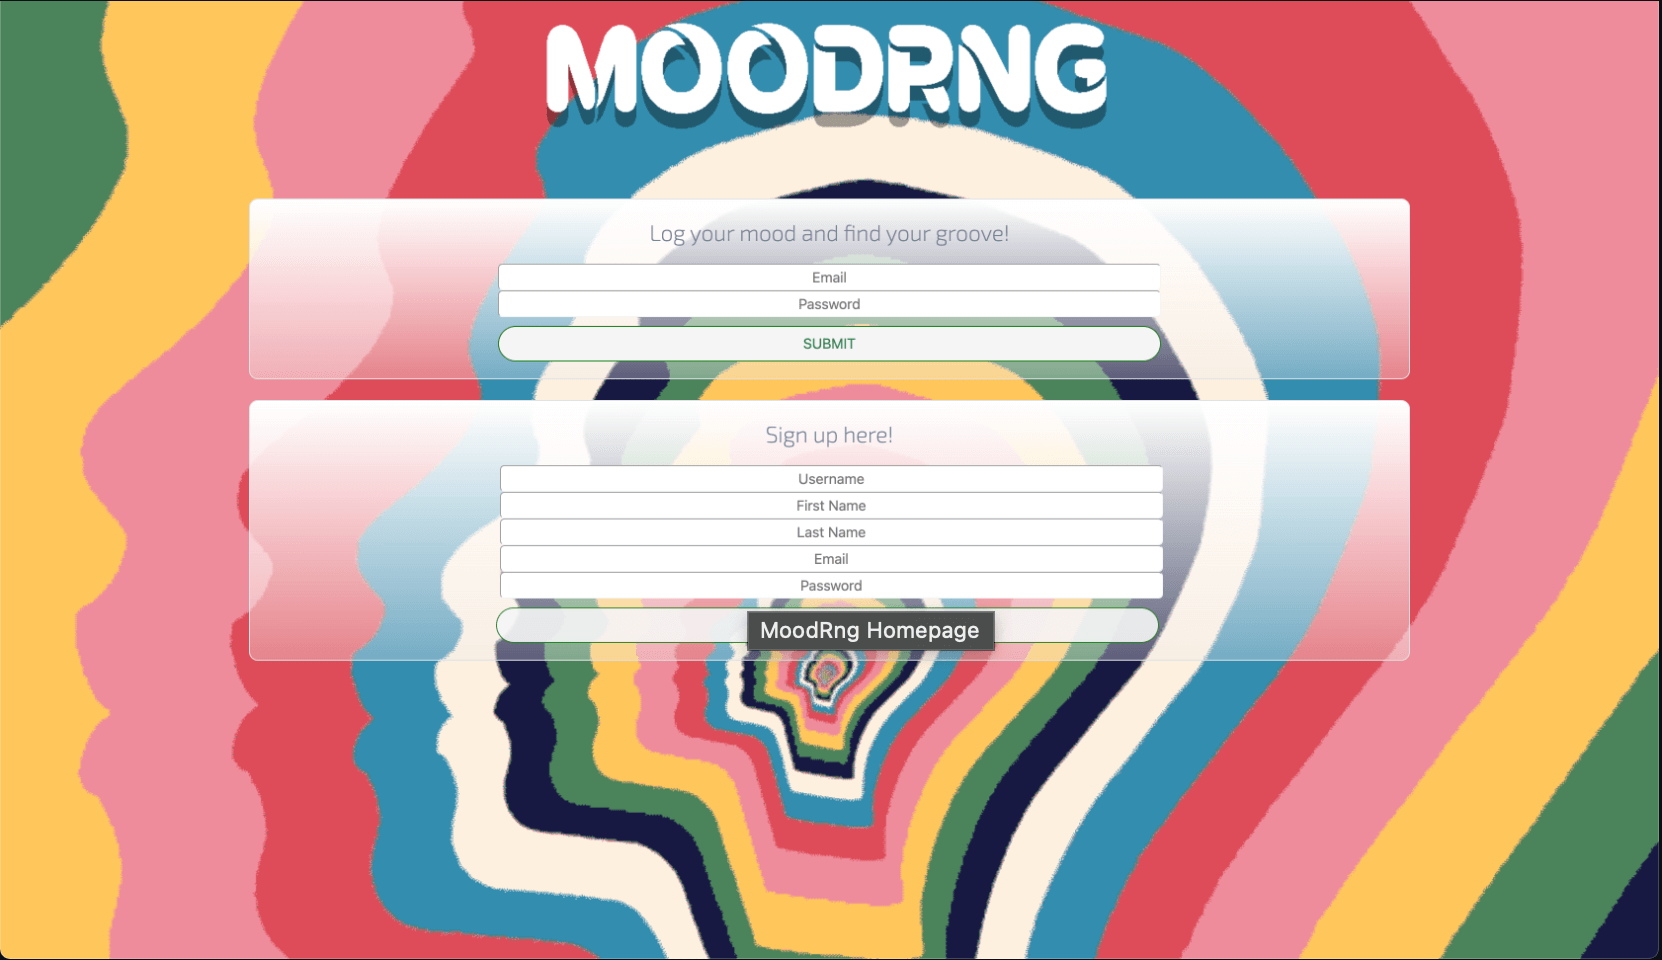 MOODRNG
Log your mood and find your groove!
Email
Password
SUBMIT
Sign up here!
Username
First Name
Last Name
Email
Password
MoodRng Homepage